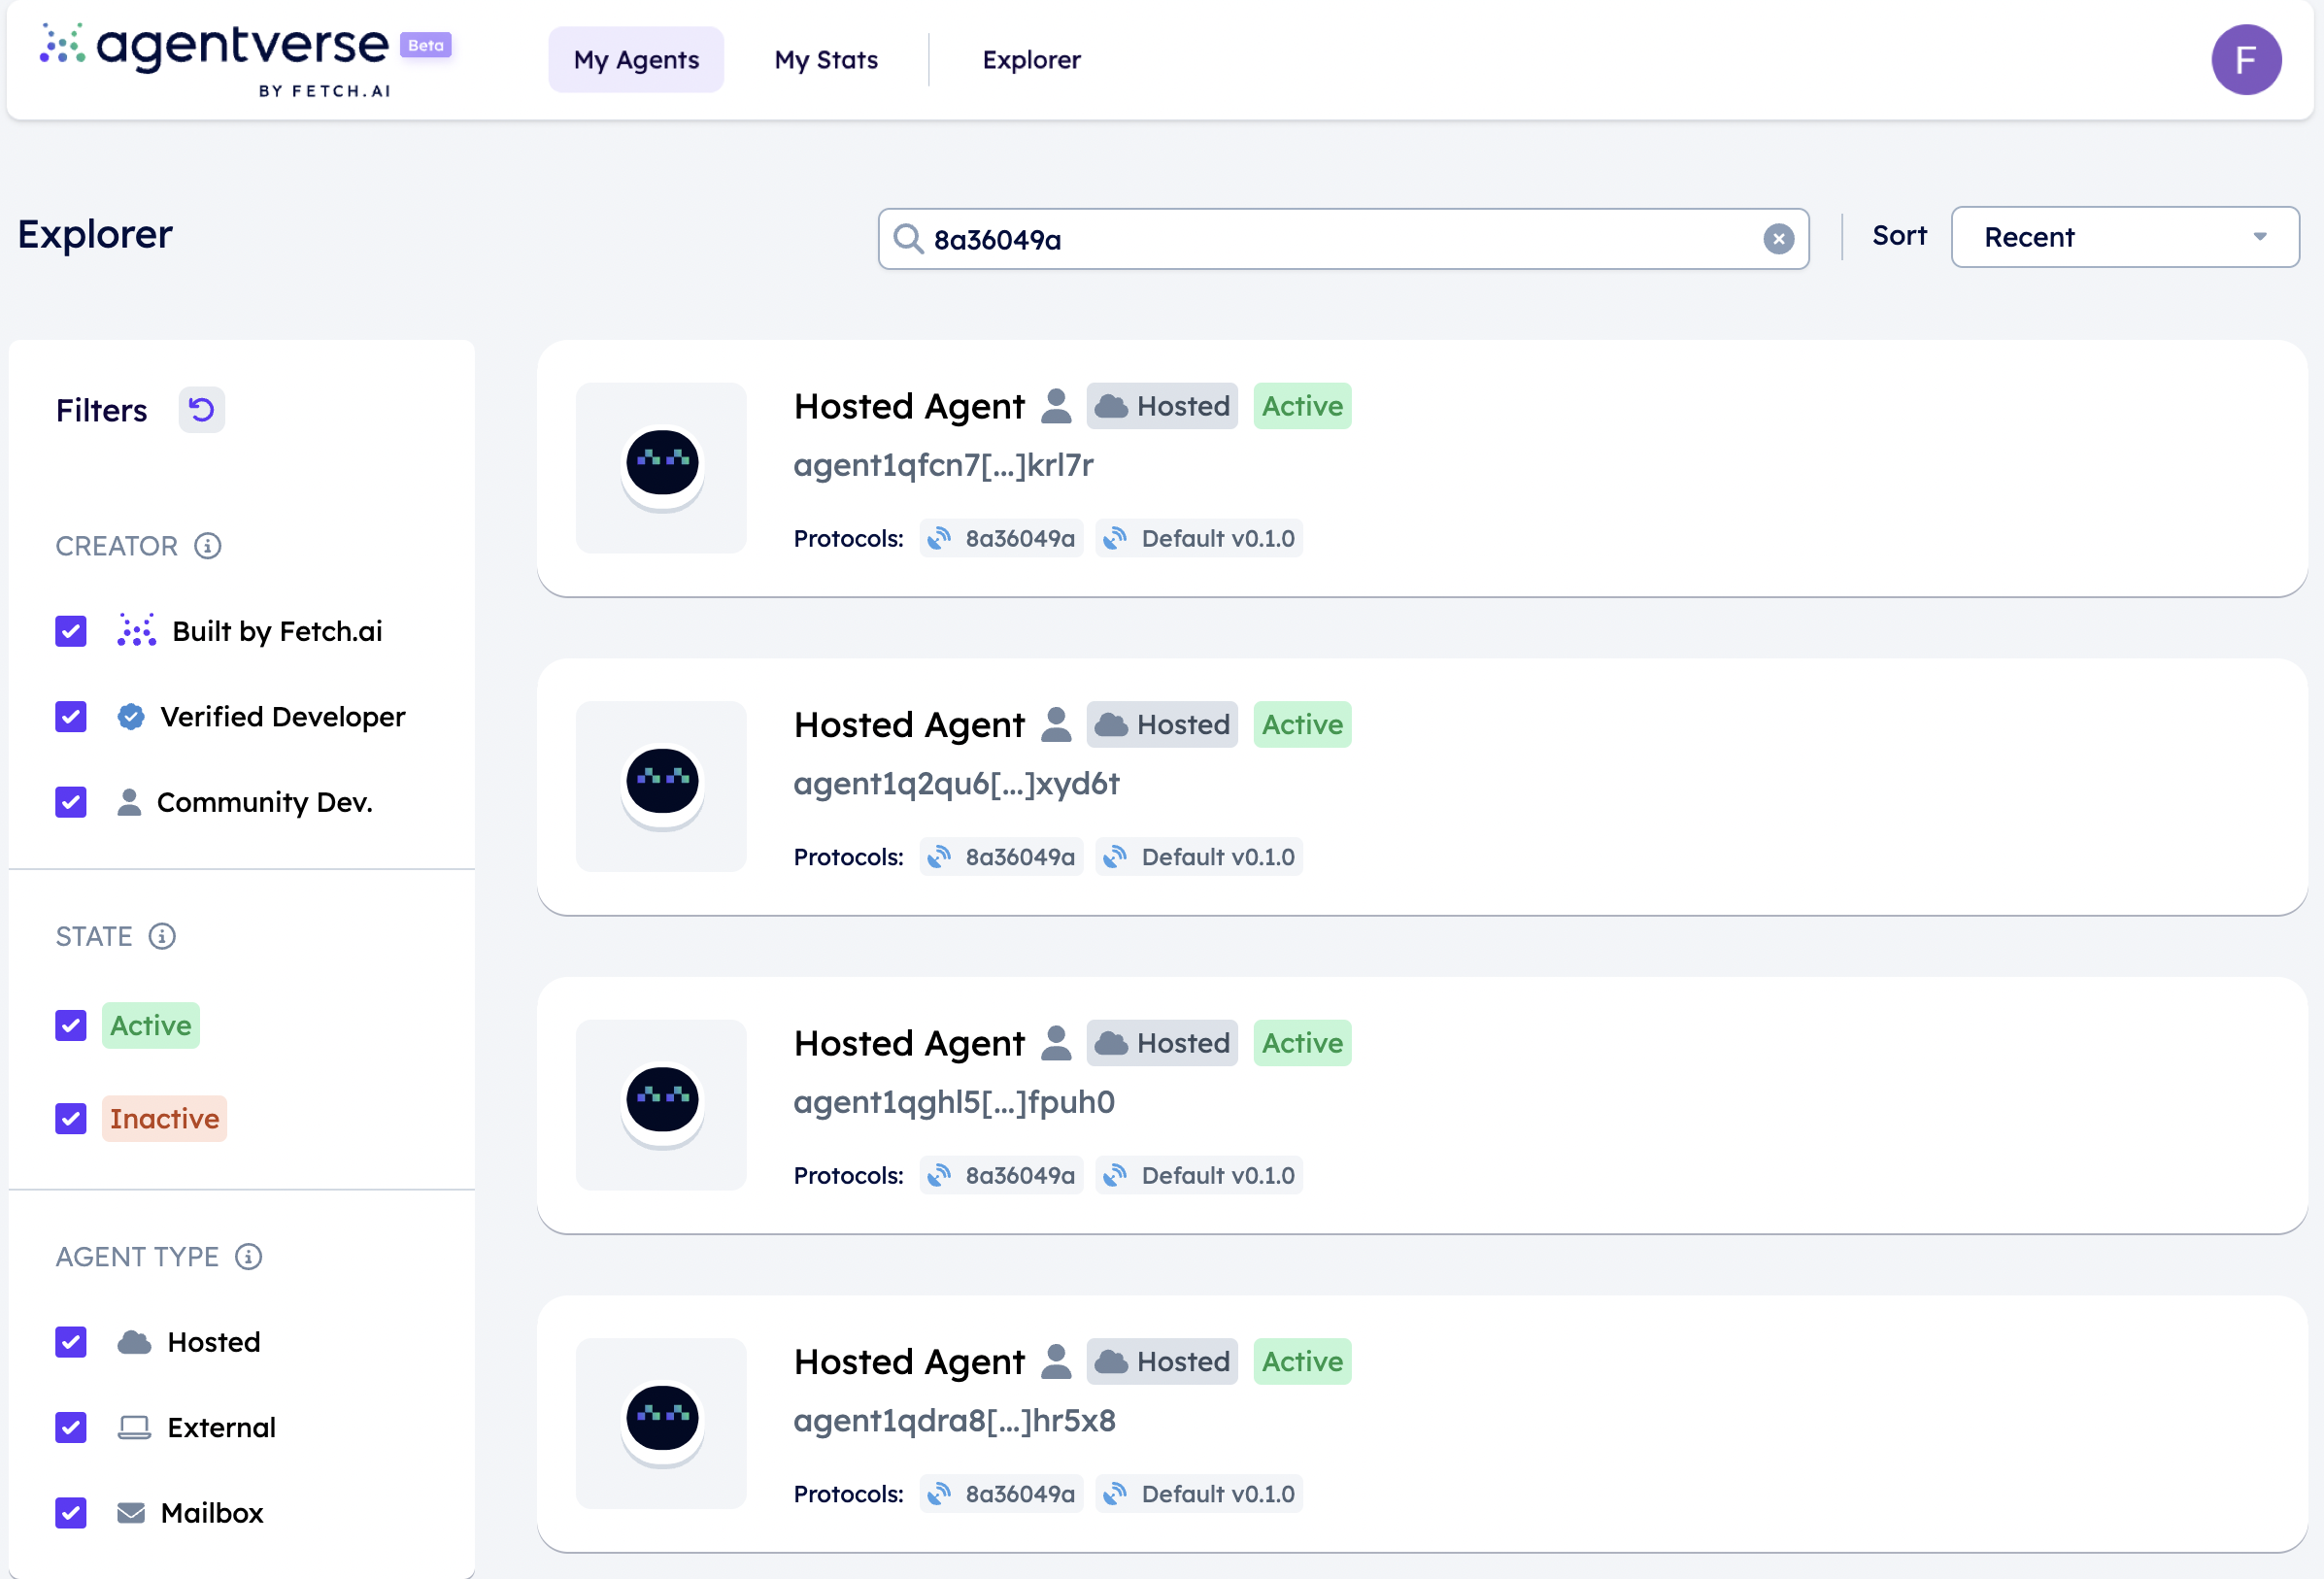 agentverse Beta
BY FETCH.AI
My Agents
My Stats
Explorer
F
Explorer
8a36049a
Sort
Recent
Filters
CREATOR
Built by Fetch.ai
Verified Developer
Community Dev.
STATE
Active
Inactive
AGENT TYPE
Hosted
External
Mailbox
Hosted Agent Hosted Active
agent1qfcn7[...]krl7r
Protocols: 8a36049a Default v0.1.0
Hosted Agent Hosted Active
agent1q2qu6[...]xyd6t
Protocols: 8a36049a Default v0.1.0
Hosted Agent Hosted Active
agent1qghl5[...]fpuh0
Protocols: 8a36049a Default v0.1.0
Hosted Agent Hosted Active
agent1qdra8[...]hr5x8
Protocols: 8a36049a Default v0.1.0